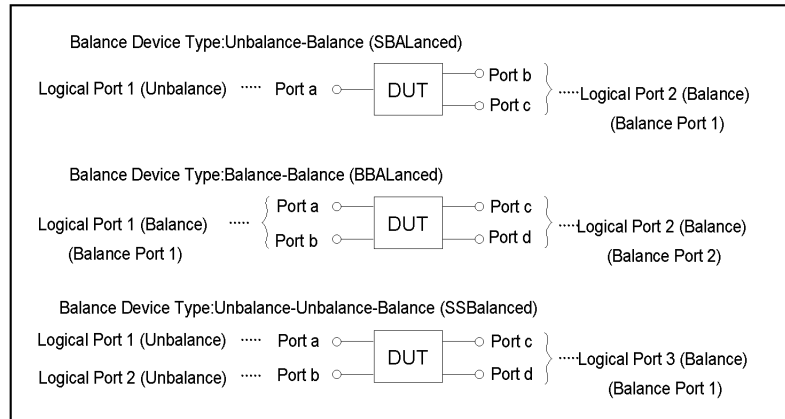 Balance Device Type:Unbalance-Balance (SBALanced)
Logical Port 1 (Unbalance) ····· Port a DUT Port b
Port c
·····Logical Port 2 (Balance)
(Balance Port 1)
Balance Device Type:Balance-Balance (BBALanced)
Logical Port 1 (Balance) ·····
(Balance Port 1)
Port a DUT Port c
Port b Port d
·····Logical Port 2 (Balance)
(Balance Port 2)
Balance Device Type:Unbalance-Unbalance-Balance (SSBalanced)
Logical Port 1 (Unbalance) ····· Port a DUT Port c
Logical Port 2 (Unbalance) ····· Port b Port d
·····Logical Port 3 (Balance)
(Balance Port 1)